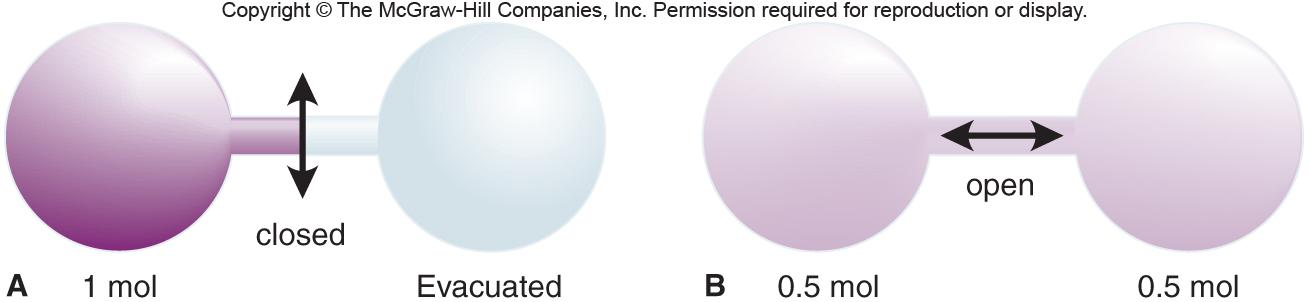 Copyright © The McGraw-Hill Companies, Inc. Permission required for reproduction or display.
closed
open
A 1 mol Evacuated B 0.5 mol 0.5 mol